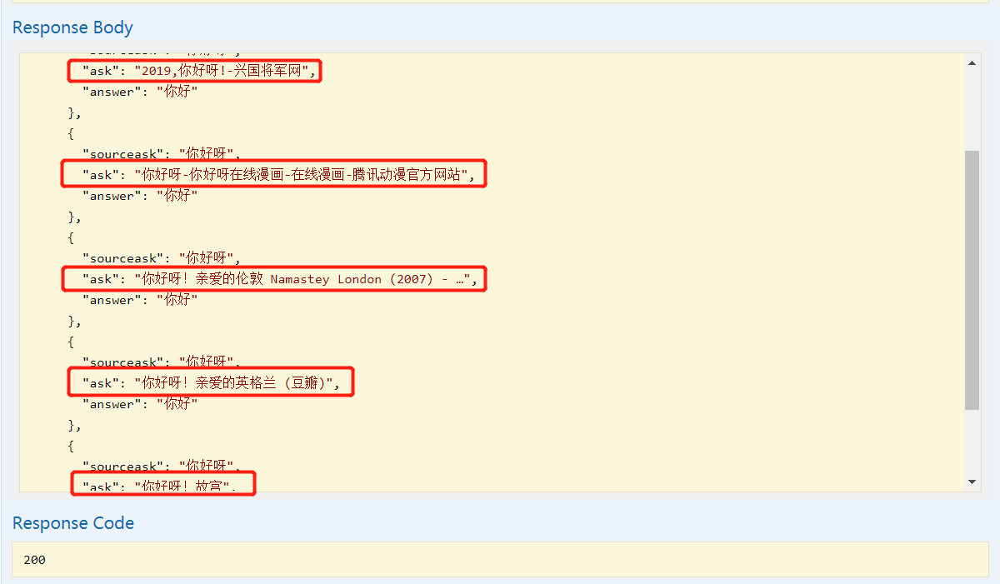 Response Body
"sourceask": "你好呀",
"ask": "2019,你好呀!-兴国将军网",
"answer": "你好"
},
{
"sourceask": "你好呀",
"ask": "你好呀-你好呀在线漫画-在线漫画-腾讯动漫官方网站",
"answer": "你好"
},
{
"sourceask": "你好呀",
"ask": "你好呀！亲爱的伦敦 Namastey London (2007) - …",
"answer": "你好"
},
{
"sourceask": "你好呀",
"ask": "你好呀！亲爱的英格兰 (豆瓣)",
"answer": "你好"
},
{
"sourceask": "你好呀",
"ask": "你好呀！故宫",
Response Code
200